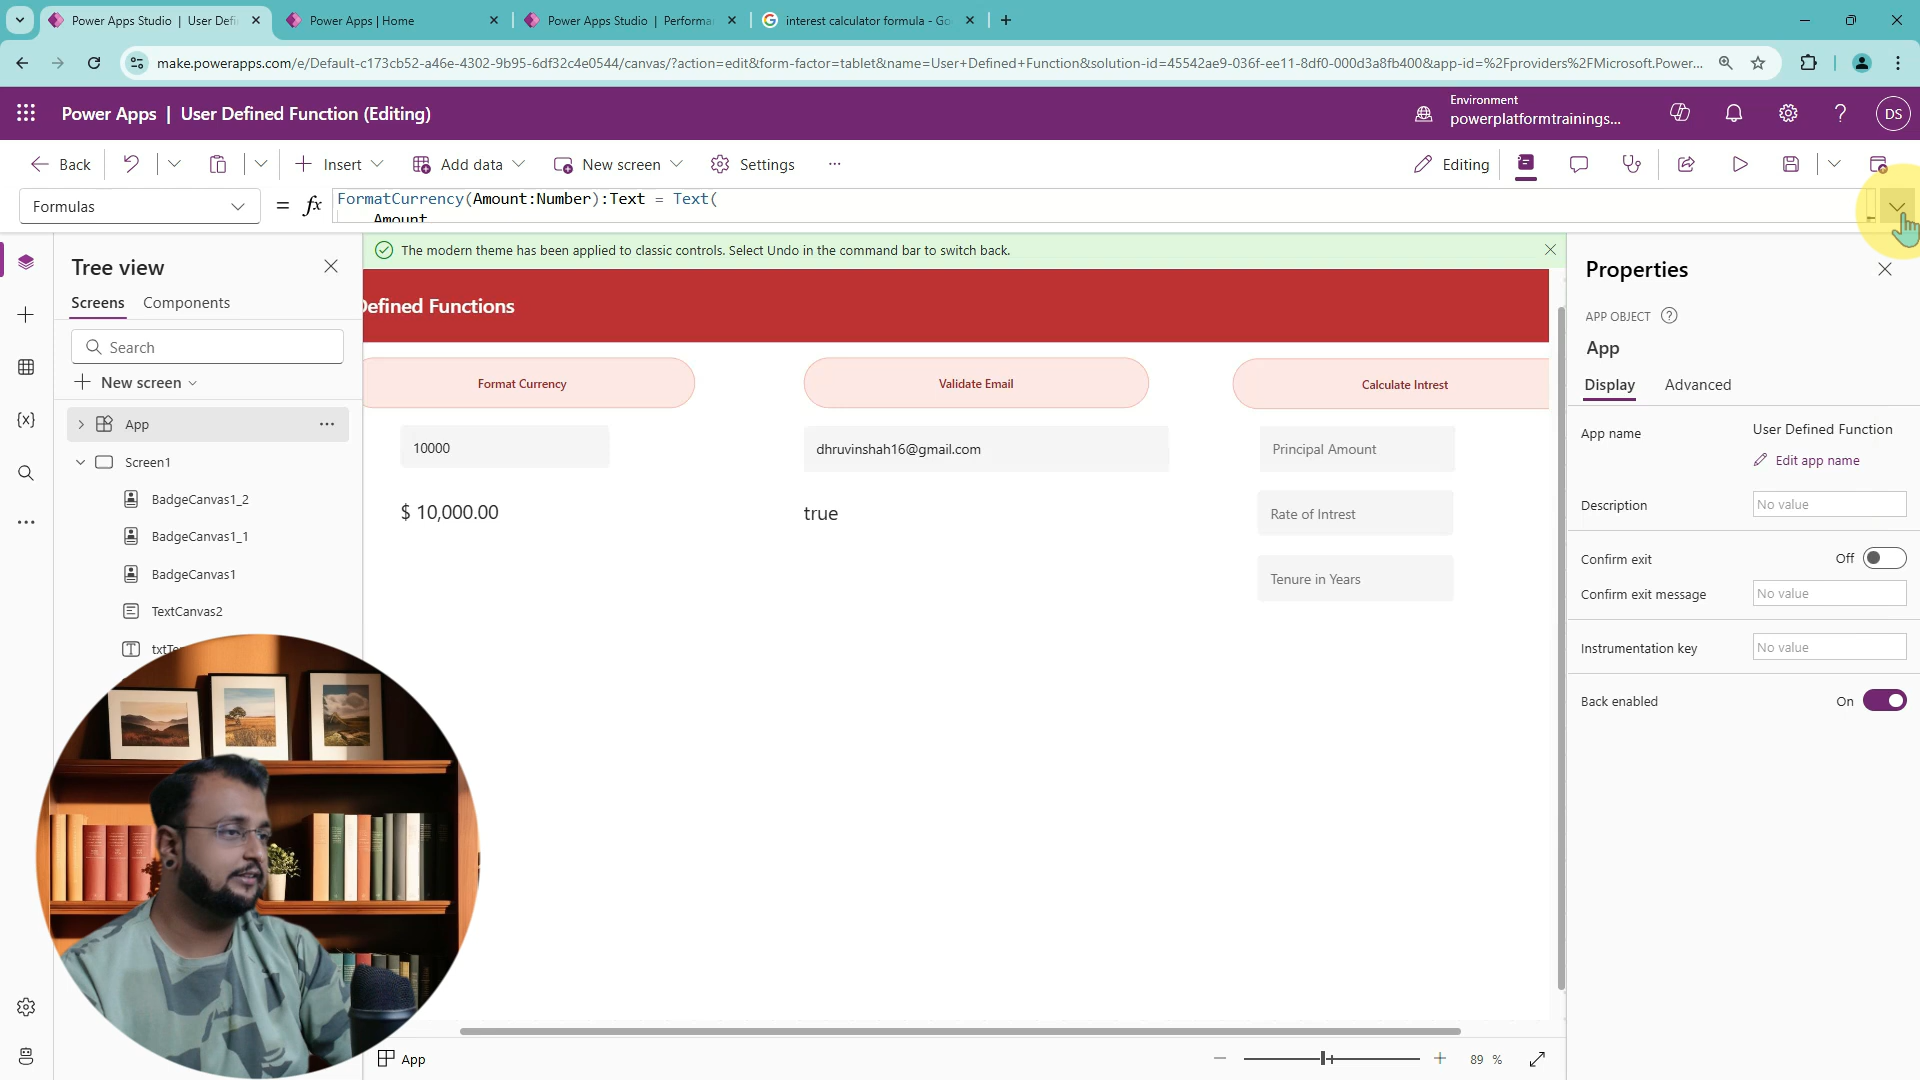 Power Apps Studio | User Defi
Power Apps | Home
Power Apps Studio | Performa
interest calculator formula - Go
make.powerapps.com/e/Default-c173cb52-a46e-4302-9b95-6df32c4e0544/canvas/?action=edit&form-factor=tablet&name=User+Defined+Function&solution-id=45542ae9-036f-ee11-8df0-000d3a8fb400&app-id=%2Fproviders%2FMicrosoft.Power...
Power Apps | User Defined Function (Editing)
Environment
powerplatformtrainings...
DS
Back
Insert
Add data
New screen
Settings
Editing
Formulas
= fx
FormatCurrency(Amount:Number):Text = Text(
Amount
The modern theme has been applied to classic controls. Select Undo in the command bar to switch back.
Tree view
Screens
Components
Search
New screen
App
Screen1
BadgeCanvas1_2
BadgeCanvas1_1
BadgeCanvas1
TextCanvas2
Defined Functions
Format Currency
Validate Email
Calculate Intrest
10000
dhruvinshah16@gmail.com
Principal Amount
$ 10,000.00
true
Rate of Intrest
Tenure in Years
App
89 %
Properties
APP OBJECT
App
Display
Advanced
App name
User Defined Function
Edit app name
Description
No value
Confirm exit
Off
Confirm exit message
No value
Instrumentation key
No value
Back enabled
On